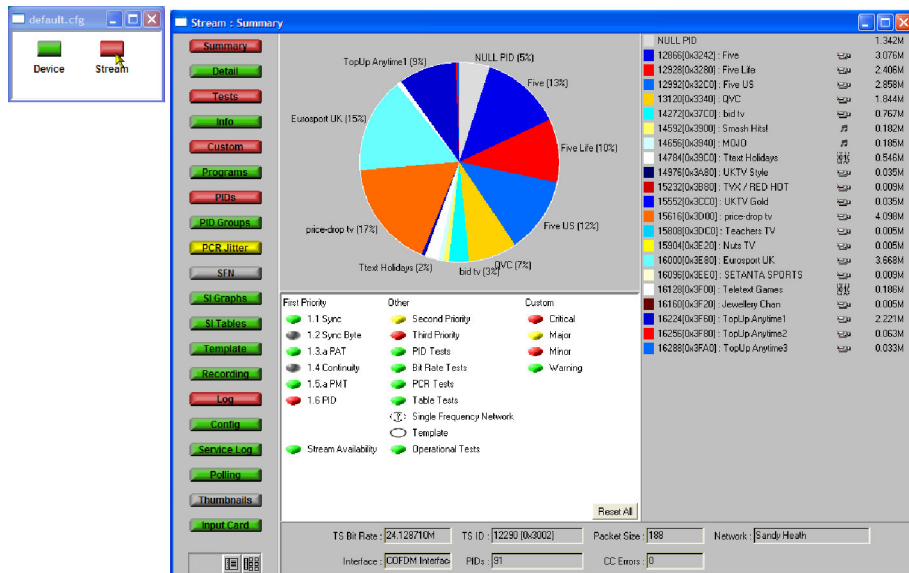 default.cfg
Device
Stream
Stream : Summary
Summary
Detail
Tests
Info
Custom
Programs
PIDs
PID Groups
PCR Jitter
SFN
SI Graphs
SI Tables
Template
Recording
Log
Config
Service Log
Polling
Thumbnails
Input Card
NULL PID (5%)
Five (13%)
Five Life (10%)
Five US (12%)
QVC (7%)
bid tv (3%)
Ttext Holidays (2%)
price-drop tv (17%)
Eurosport UK (15%)
TopUp Anytime1 (9%)
NULL PID 1.342M
12866[0x3242] : Five 3.076M
12928[0x3280] : Five Life 2.406M
12992[0x32C0] : Five US 2.858M
13120[0x3340] : QVC 1.844M
14272[0x37C0] : bid tv 0.767M
14592[0x3900] : Smash Hits! 0.182M
14656[0x3940] : MOJO 0.185M
14784[0x39C0] : Ttext Holidays 0.546M
14976[0x3A80] : UKTV Style 0.035M
15232[0x3B80] : TVX / RED HOT 0.009M
15552[0x3CC0] : UKTV Gold 0.035M
15616[0x3D00] : price-drop tv 4.098M
15808[0x3DC0] : Teachers TV 0.005M
15904[0x3E20] : Nuts TV 0.005M
16000[0x3E80] : Eurosport UK 3.668M
16096[0x3EE0] : SETANTA SPORTS 0.009M
16128[0x3F00] : Teletext Games 0.186M
16160[0x3F20] : Jewellery Chan 0.005M
16224[0x3F60] : TopUp Anytime1 2.221M
16256[0x3F80] : TopUp Anytime2 0.063M
16288[0x3FA0] : TopUp Anytime3 0.033M
First Priority
1.1 Sync
1.2 Sync Byte
1.3.a PAT
1.4 Continuity
1.5.a PMT
1.6 PID
Stream Availability
Other
Second Priority
Third Priority
PID Tests
Bit Rate Tests
PCR Tests
Table Tests
(?) Single Frequency Network
Template
Operational Tests
Custom
Critical
Major
Minor
Warning
Reset All
TS Bit Rate : 24.128710M TS ID : 12290 [0x3002] Packet Size : 188 Network : Sandy Heath
Interface : COFDM Interfac PIDs : 91 CC Errors : 0